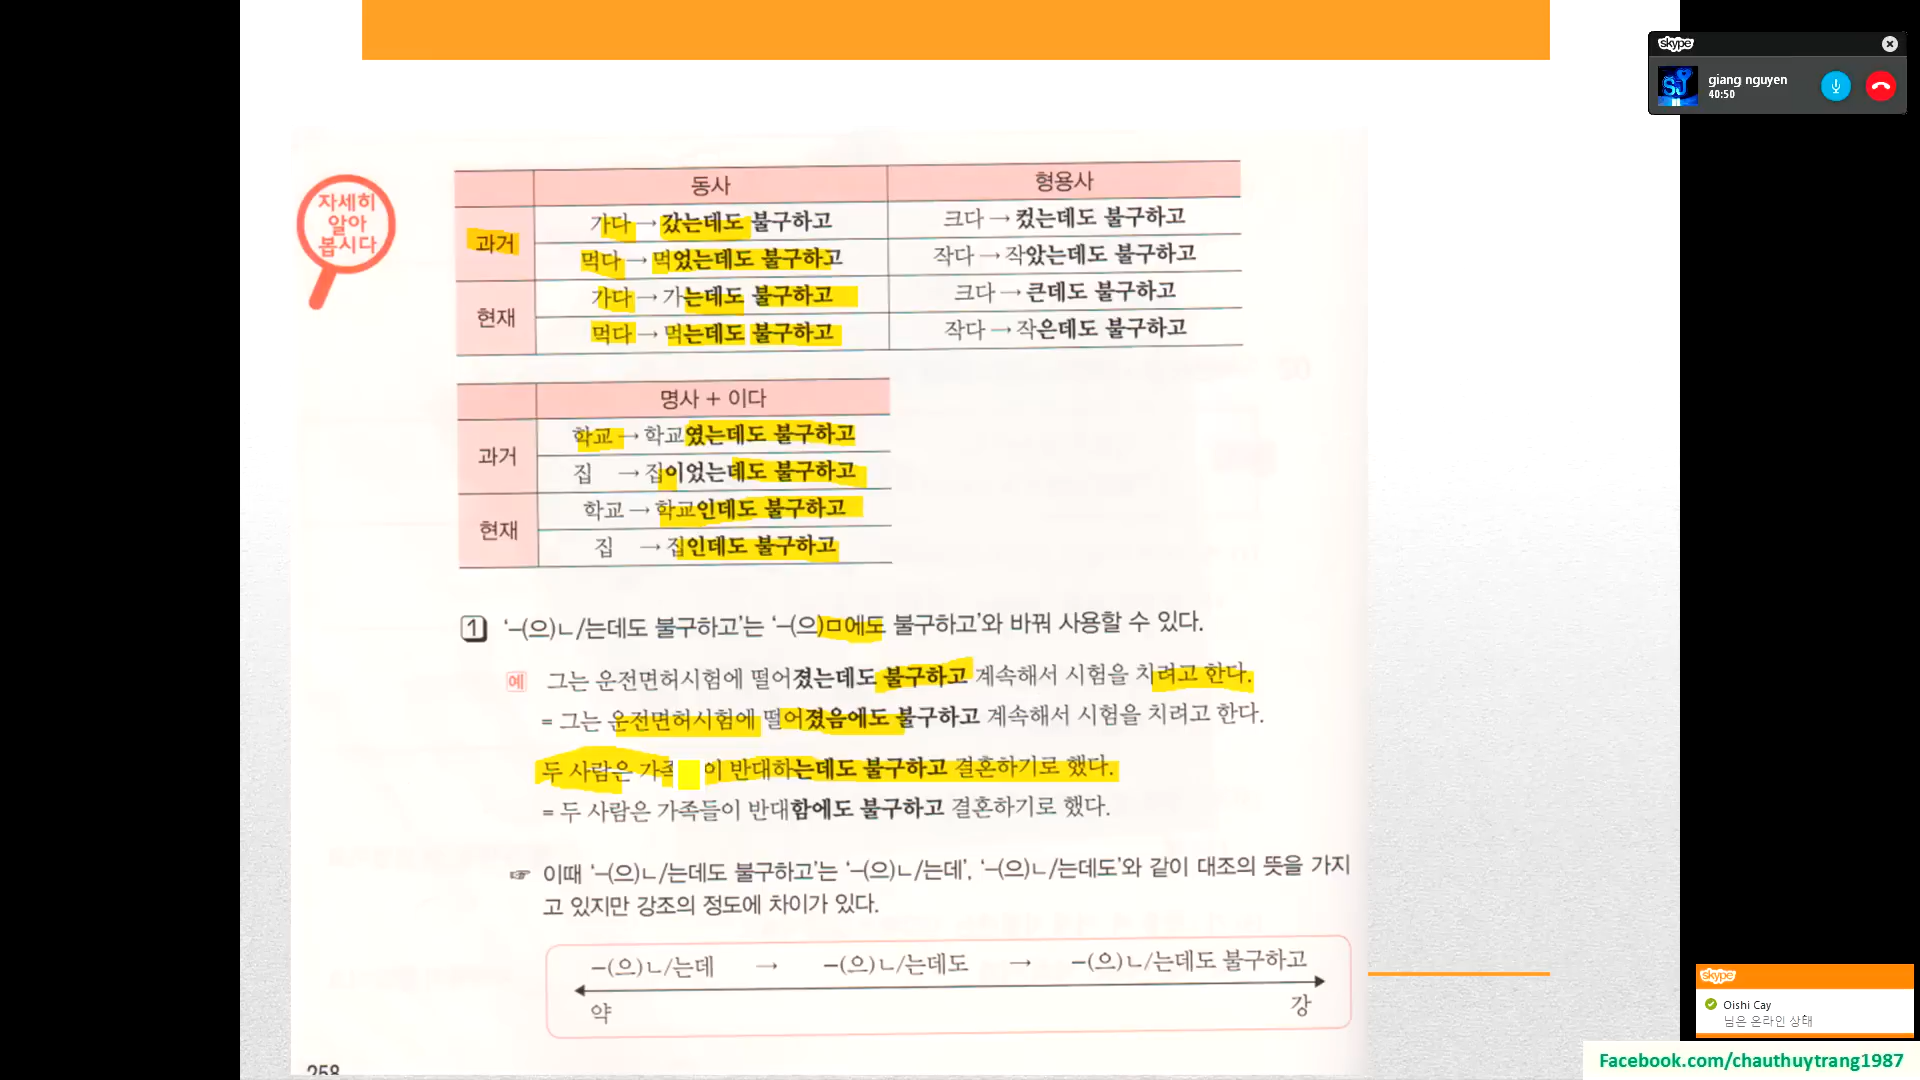 skype
giang nguyen
40:50
자세히
알아
봅시다
동사 형용사
과거 가다 → 갔는데도 불구하고 크다 → 컸는데도 불구하고
먹다 → 먹었는데도 불구하고 작다 → 작았는데도 불구하고
현재 가다 → 가는데도 불구하고 크다 → 큰데도 불구하고
먹다 → 먹는데도 불구하고 작다 → 작은데도 불구하고
명사 + 이다
과거 학교 → 학교였는데도 불구하고
집 → 집이었는데도 불구하고
현재 학교 → 학교인데도 불구하고
집 → 집인데도 불구하고
1 ‘-(으)ㄴ/는데도 불구하고’는 ‘-(으)ㅁ에도 불구하고’와 바꿔 사용할 수 있다.
예 그는 운전면허시험에 떨어졌는데도 불구하고 계속해서 시험을 치려고 한다.
= 그는 운전면허시험에 떨어졌음에도 불구하고 계속해서 시험을 치려고 한다.
두 사람은 가족이 반대하는데도 불구하고 결혼하기로 했다.
= 두 사람은 가족들이 반대함에도 불구하고 결혼하기로 했다.
☞ 이때 ‘-(으)ㄴ/는데도 불구하고’는 ‘-(으)ㄴ/는데’, ‘-(으)ㄴ/는데도’와 같이 대조의 뜻을 가지
고 있지만 강조의 정도에 차이가 있다.
-(으)ㄴ/는데 → -(으)ㄴ/는데도 → -(으)ㄴ/는데도 불구하고
약 강
258
skype
Oishi Cay
님은 온라인 상태
Facebook.com/chauthuytrang1987